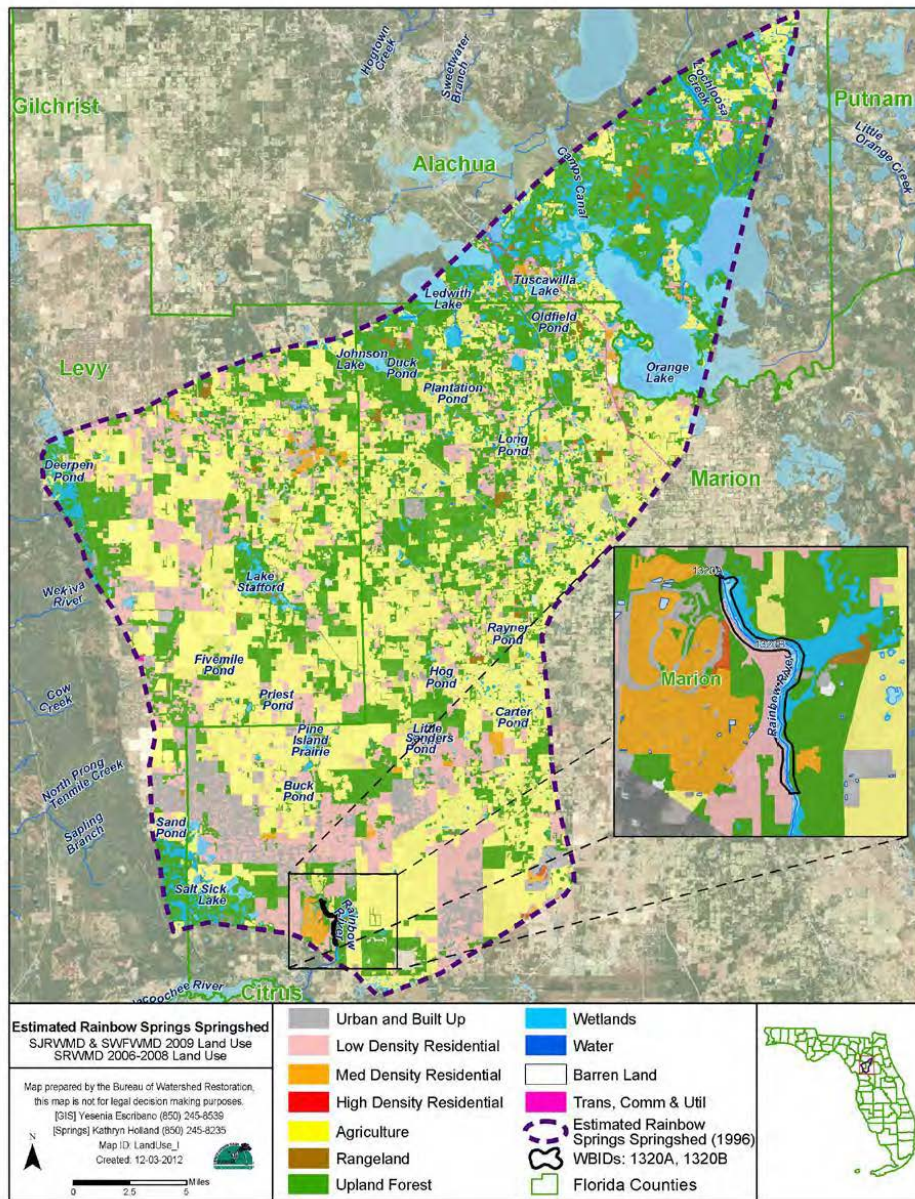 Hogtown
Creek
Sweetwater
Branch
Lochloosa
Creek
Gilchrist
Putnam
Little
Orange Creek
Alachua
Camps Canal
Tuscawilla
Lake
Ledwith
Lake
Oldfield
Pond
Levy
Johnson
Lake
Duck
Pond
Plantation
Pond
Orange
Lake
Long
Pond
Deerpen
Pond
Marion
Wekiva
River
Lake
Stafford
Rayner
Pond
Fivemile
Pond
Hog
Pond
Cow
Creek
Priest
Pond
Carter
Pond
Pine
Island
Prairie
Little
Sanders
Pond
North Prong
Tenmile Creek
Buck
Pond
Sand
Pond
Sapling
Branch
Salt Sick
Lake
Rainbow
River
Citrus
1320A
1320B
Marion
Rainbow River
Estimated Rainbow Springs Springshed
SJRWMD & SWFWMD 2009 Land Use
SRWMD 2006-2008 Land Use
Map prepared by the Bureau of Watershed Restoration,
this map is not for legal decision making purposes.
[GIS] Yesenia Escribano (850) 245-8539
[Springs] Kathryn Holland (850) 245-8235
Map ID: LandUse_I
Created: 12-03-2012
N
Miles
0 2.5 5
Urban and Built Up
Low Density Residential
Med Density Residential
High Density Residential
Agriculture
Rangeland
Upland Forest
Wetlands
Water
Barren Land
Trans, Comm & Util
Estimated Rainbow
Springs Springshed (1996)
WBIDs: 1320A, 1320B
Florida Counties